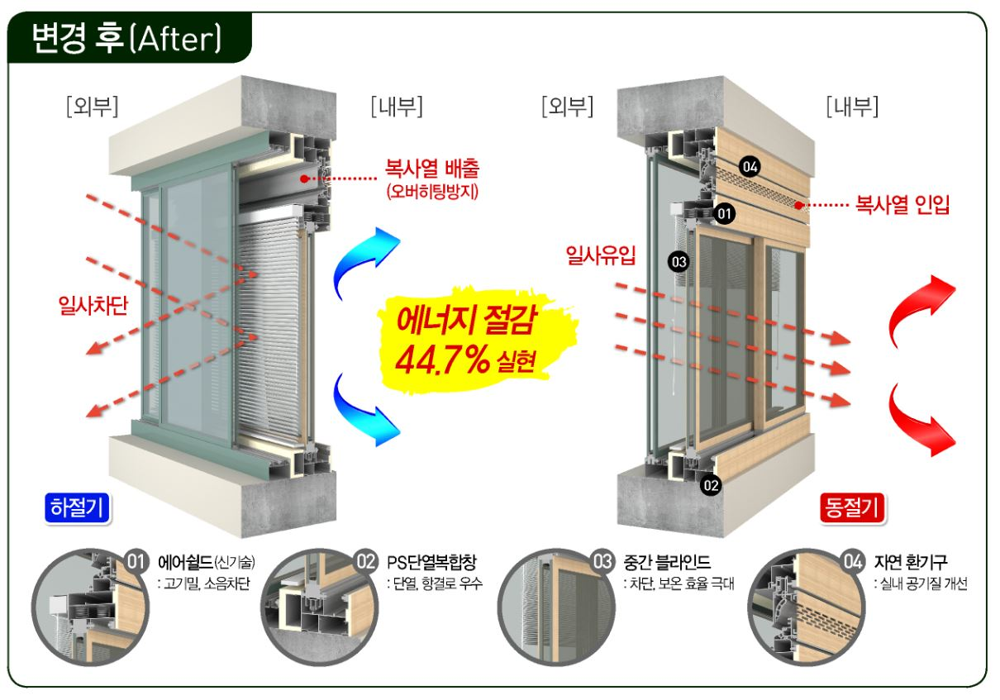 변경 후(After)
[외부]
[내부]
[외부]
[내부]
복사열 배출
(오버히팅방지)
일사차단
에너지 절감
44.7% 실현
04
01
03
02
복사열 인입
일사유입
하절기
동절기
01 에어쉴드(신기술)
: 고기밀, 소음차단
02 PS단열복합창
: 단열, 항결로 우수
03 중간 블라인드
: 차단, 보온 효율 극대
04 자연 환기구
: 실내 공기질 개선